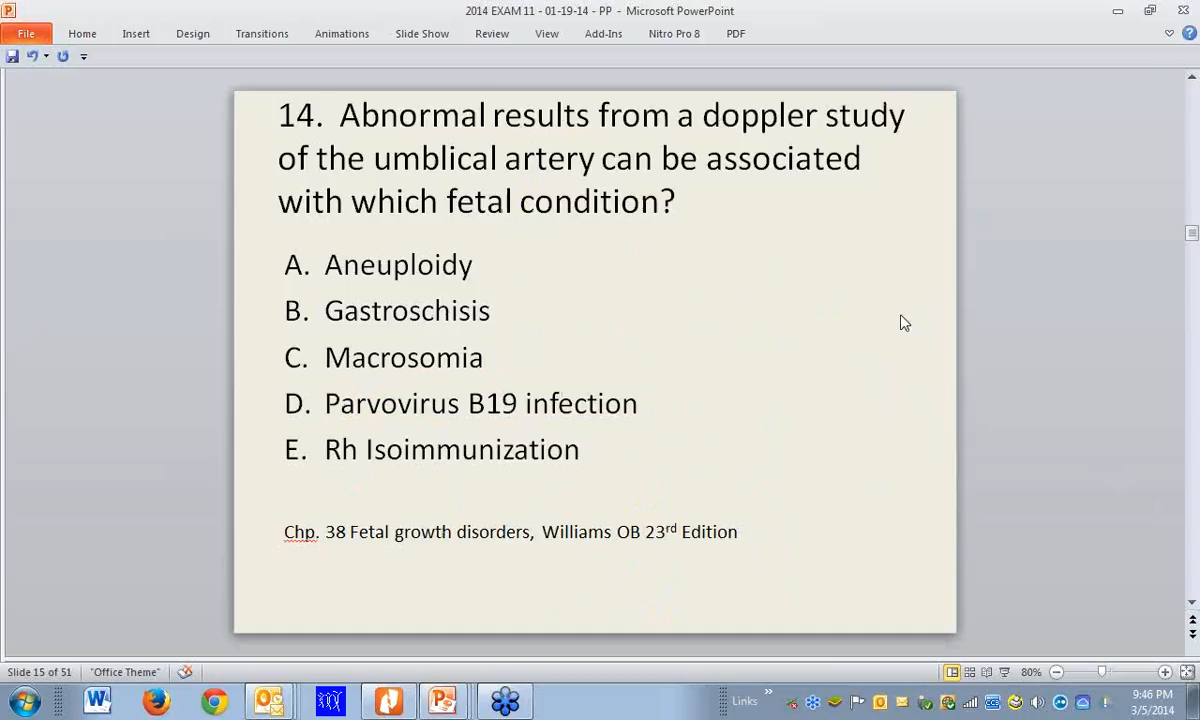 2014 EXAM 11 - 01-19-14 - PP - Microsoft PowerPoint
File Home Insert Design Transitions Animations Slide Show Review View Add-Ins Nitro Pro 8 PDF
14. Abnormal results from a doppler study
of the umblical artery can be associated
with which fetal condition?
A. Aneuploidy
B. Gastroschisis
C. Macrosomia
D. Parvovirus B19 infection
E. Rh Isoimmunization
Chp. 38 Fetal growth disorders, Williams OB 23rd Edition
Slide 15 of 51 "Office Theme" 80%
Links 9:46 PM
3/5/2014